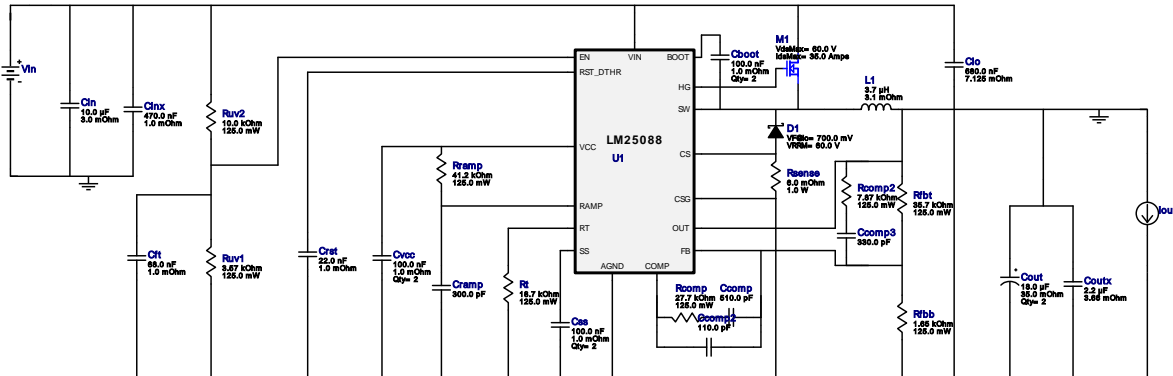 Vin
Cin
10.0 µF
3.0 mOhm
Cinx
470.0 nF
1.0 mOhm
Ruv2
10.0 kOhm
125.0 mW
Cft
68.0 nF
1.0 mOhm
Ruv1
3.57 kOhm
125.0 mW
Crst
22.0 nF
1.0 mOhm
Cvcc
100.0 nF
1.0 mOhm
Qty= 2
Rramp
41.2 kOhm
125.0 mW
Cramp
300.0 pF
Rt
16.7 kOhm
125.0 mW
Css
100.0 nF
1.0 mOhm
Qty= 2
EN
VIN
BOOT
RST_DTHR
HG
SW
LM25088
U1
VCC
CS
RAMP
CSG
RT
OUT
SS
FB
AGND
COMP
Cboot
100.0 nF
1.0 mOhm
Qty= 2
M1
VdsMax= 60.0 V
IdsMax= 35.0 Amps
L1
3.7 µH
3.1 mOhm
Cio
680.0 nF
7.125 mOhm
D1
VF@Io= 700.0 mV
VRRM= 60.0 V
Rsense
6.0 mOhm
1.0 W
Rcomp2
7.87 kOhm
125.0 mW
Ccomp3
330.0 pF
Rfbt
35.7 kOhm
125.0 mW
Rcomp
27.7 kOhm
125.0 mW
Ccomp
510.0 pF
Ccomp2
110.0 pF
Rfbb
1.65 kOhm
125.0 mW
Cout
18.0 µF
35.0 mOhm
Qty= 2
Coutx
2.2 µF
3.66 mOhm
Iou